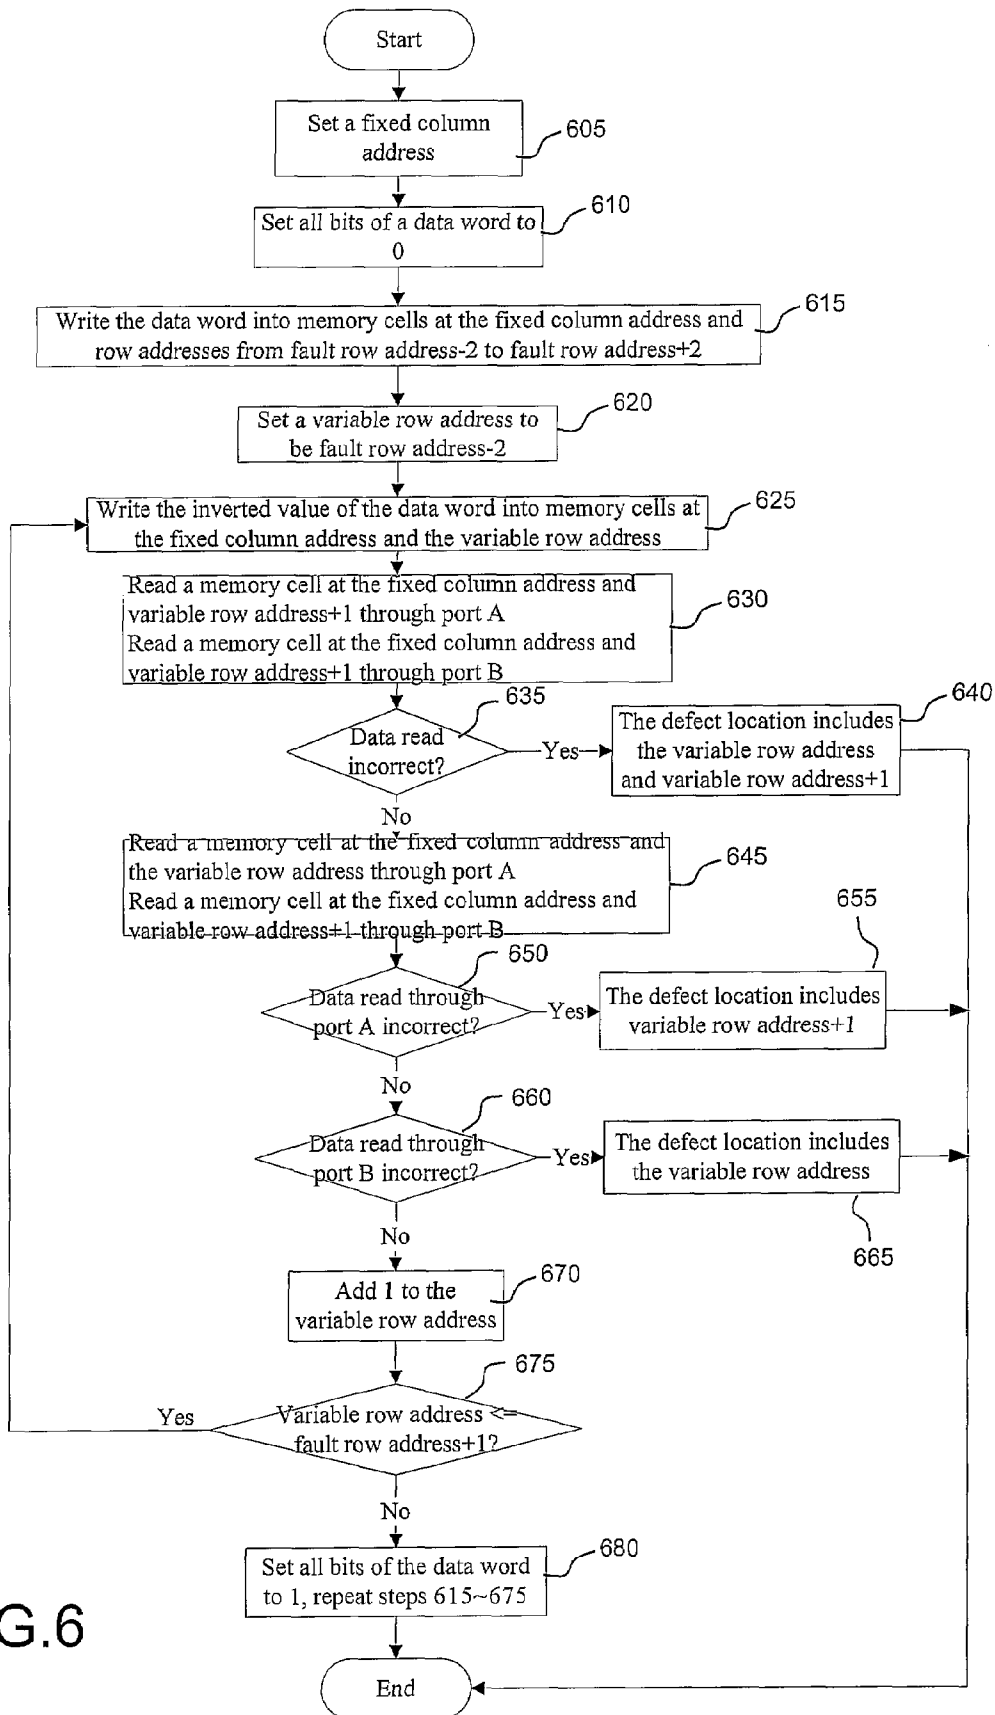 Start
Set a fixed column
address
605
Set all bits of a data word to
0
610
Write the data word into memory cells at the fixed column address and
row addresses from fault row address-2 to fault row address+2
615
Set a variable row address to
be fault row address-2
620
Write the inverted value of the data word into memory cells at
the fixed column address and the variable row address
625
Read a memory cell at the fixed column address and
variable row address+1 through port A
Read a memory cell at the fixed column address and
variable row address+1 through port B
630
Data read
incorrect?
635
Yes
The defect location includes
the variable row address
and variable row address+1
640
No
Read a memory cell at the fixed column address and
the variable row address through port A
Read a memory cell at the fixed column address and
variable row address+1 through port B
645
Data read through
port A incorrect?
650
Yes
The defect location includes
variable row address+1
655
No
Data read through
port B incorrect?
660
Yes
The defect location includes
the variable row address
665
No
Add 1 to the
variable row address
670
Variable row address <=
fault row address+1?
675
Yes
No
Set all bits of the data word
to 1, repeat steps 615~675
680
G.6
End